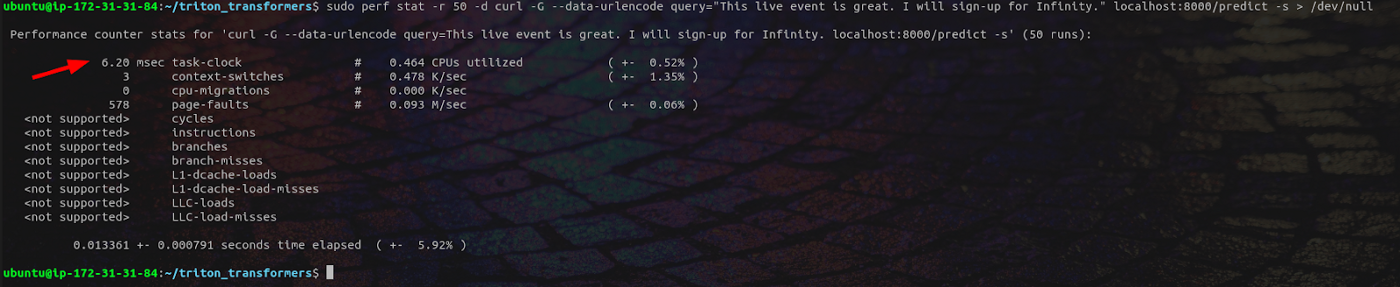 ubuntu@ip-172-31-31-84:~/triton_transformers$ sudo perf stat -r 50 -d curl -G --data-urlencode query="This live event is great. I will sign-up for Infinity." localhost:8000/predict -s > /dev/null
Performance counter stats for 'curl -G --data-urlencode query=This live event is great. I will sign-up for Infinity. localhost:8000/predict -s' (50 runs):
6.20 msec task-clock # 0.464 CPUs utilized ( +- 0.52% )
3 context-switches # 0.478 K/sec ( +- 1.35% )
0 cpu-migrations # 0.000 K/sec
578 page-faults # 0.093 M/sec ( +- 0.06% )
<not supported> cycles
<not supported> instructions
<not supported> branches
<not supported> branch-misses
<not supported> L1-dcache-loads
<not supported> L1-dcache-load-misses
<not supported> LLC-loads
<not supported> LLC-load-misses
0.013361 +- 0.000791 seconds time elapsed ( +- 5.92% )
ubuntu@ip-172-31-31-84:~/triton_transformers$